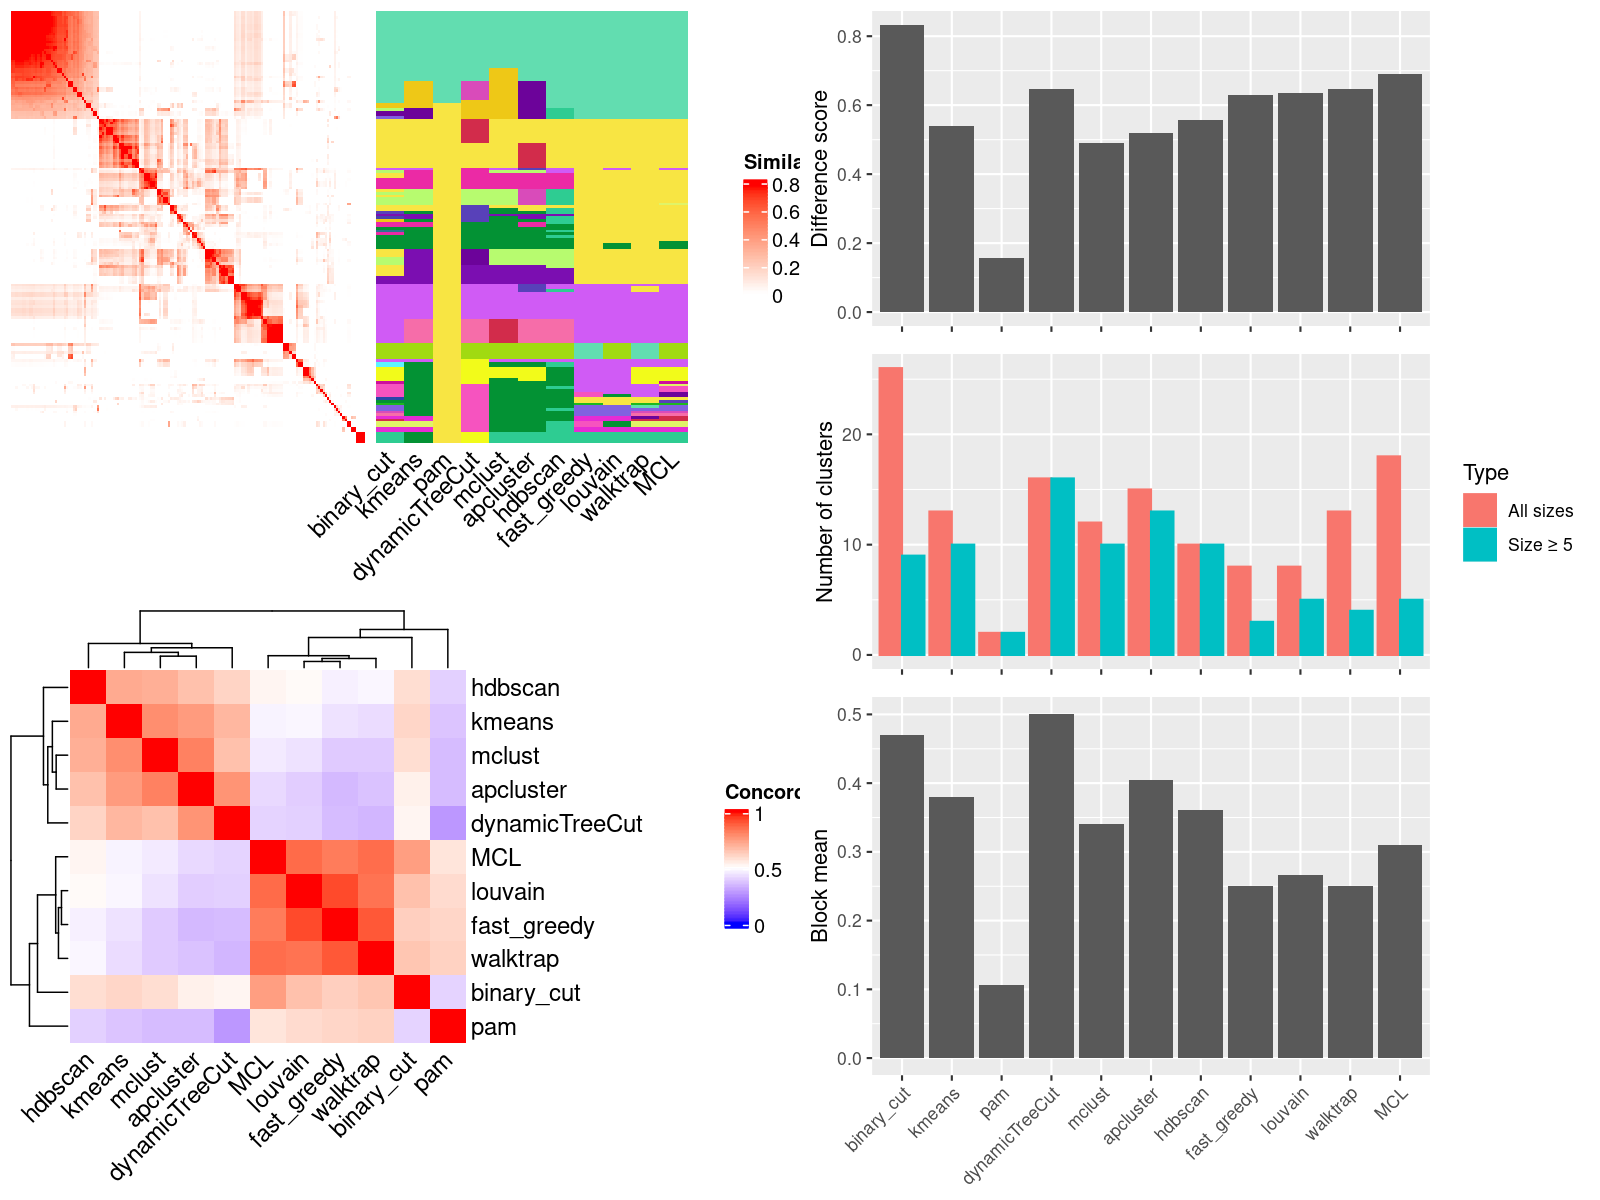 Simila
0.8
0.6
0.4
0.2
0
binary_cut
kmeans
pam
dynamicTreeCut
mclust
apcluster
hdbscan
fast_greedy
louvain
walktrap
MCL
hdbscan
kmeans
mclust
apcluster
dynamicTreeCut
MCL
louvain
fast_greedy
walktrap
binary_cut
pam
hdbscan
kmeans
mclust
apcluster
dynamicTreeCut
MCL
louvain
fast_greedy
walktrap
binary_cut
pam
Concord
1
0.5
0
Difference score
0.8
0.6
0.4
0.2
0.0
Number of clusters
20
10
0
Type
All sizes
Size ≥ 5
Block mean
0.5
0.4
0.3
0.2
0.1
0.0
binary_cut
kmeans
pam
dynamicTreeCut
mclust
apcluster
hdbscan
fast_greedy
louvain
walktrap
MCL